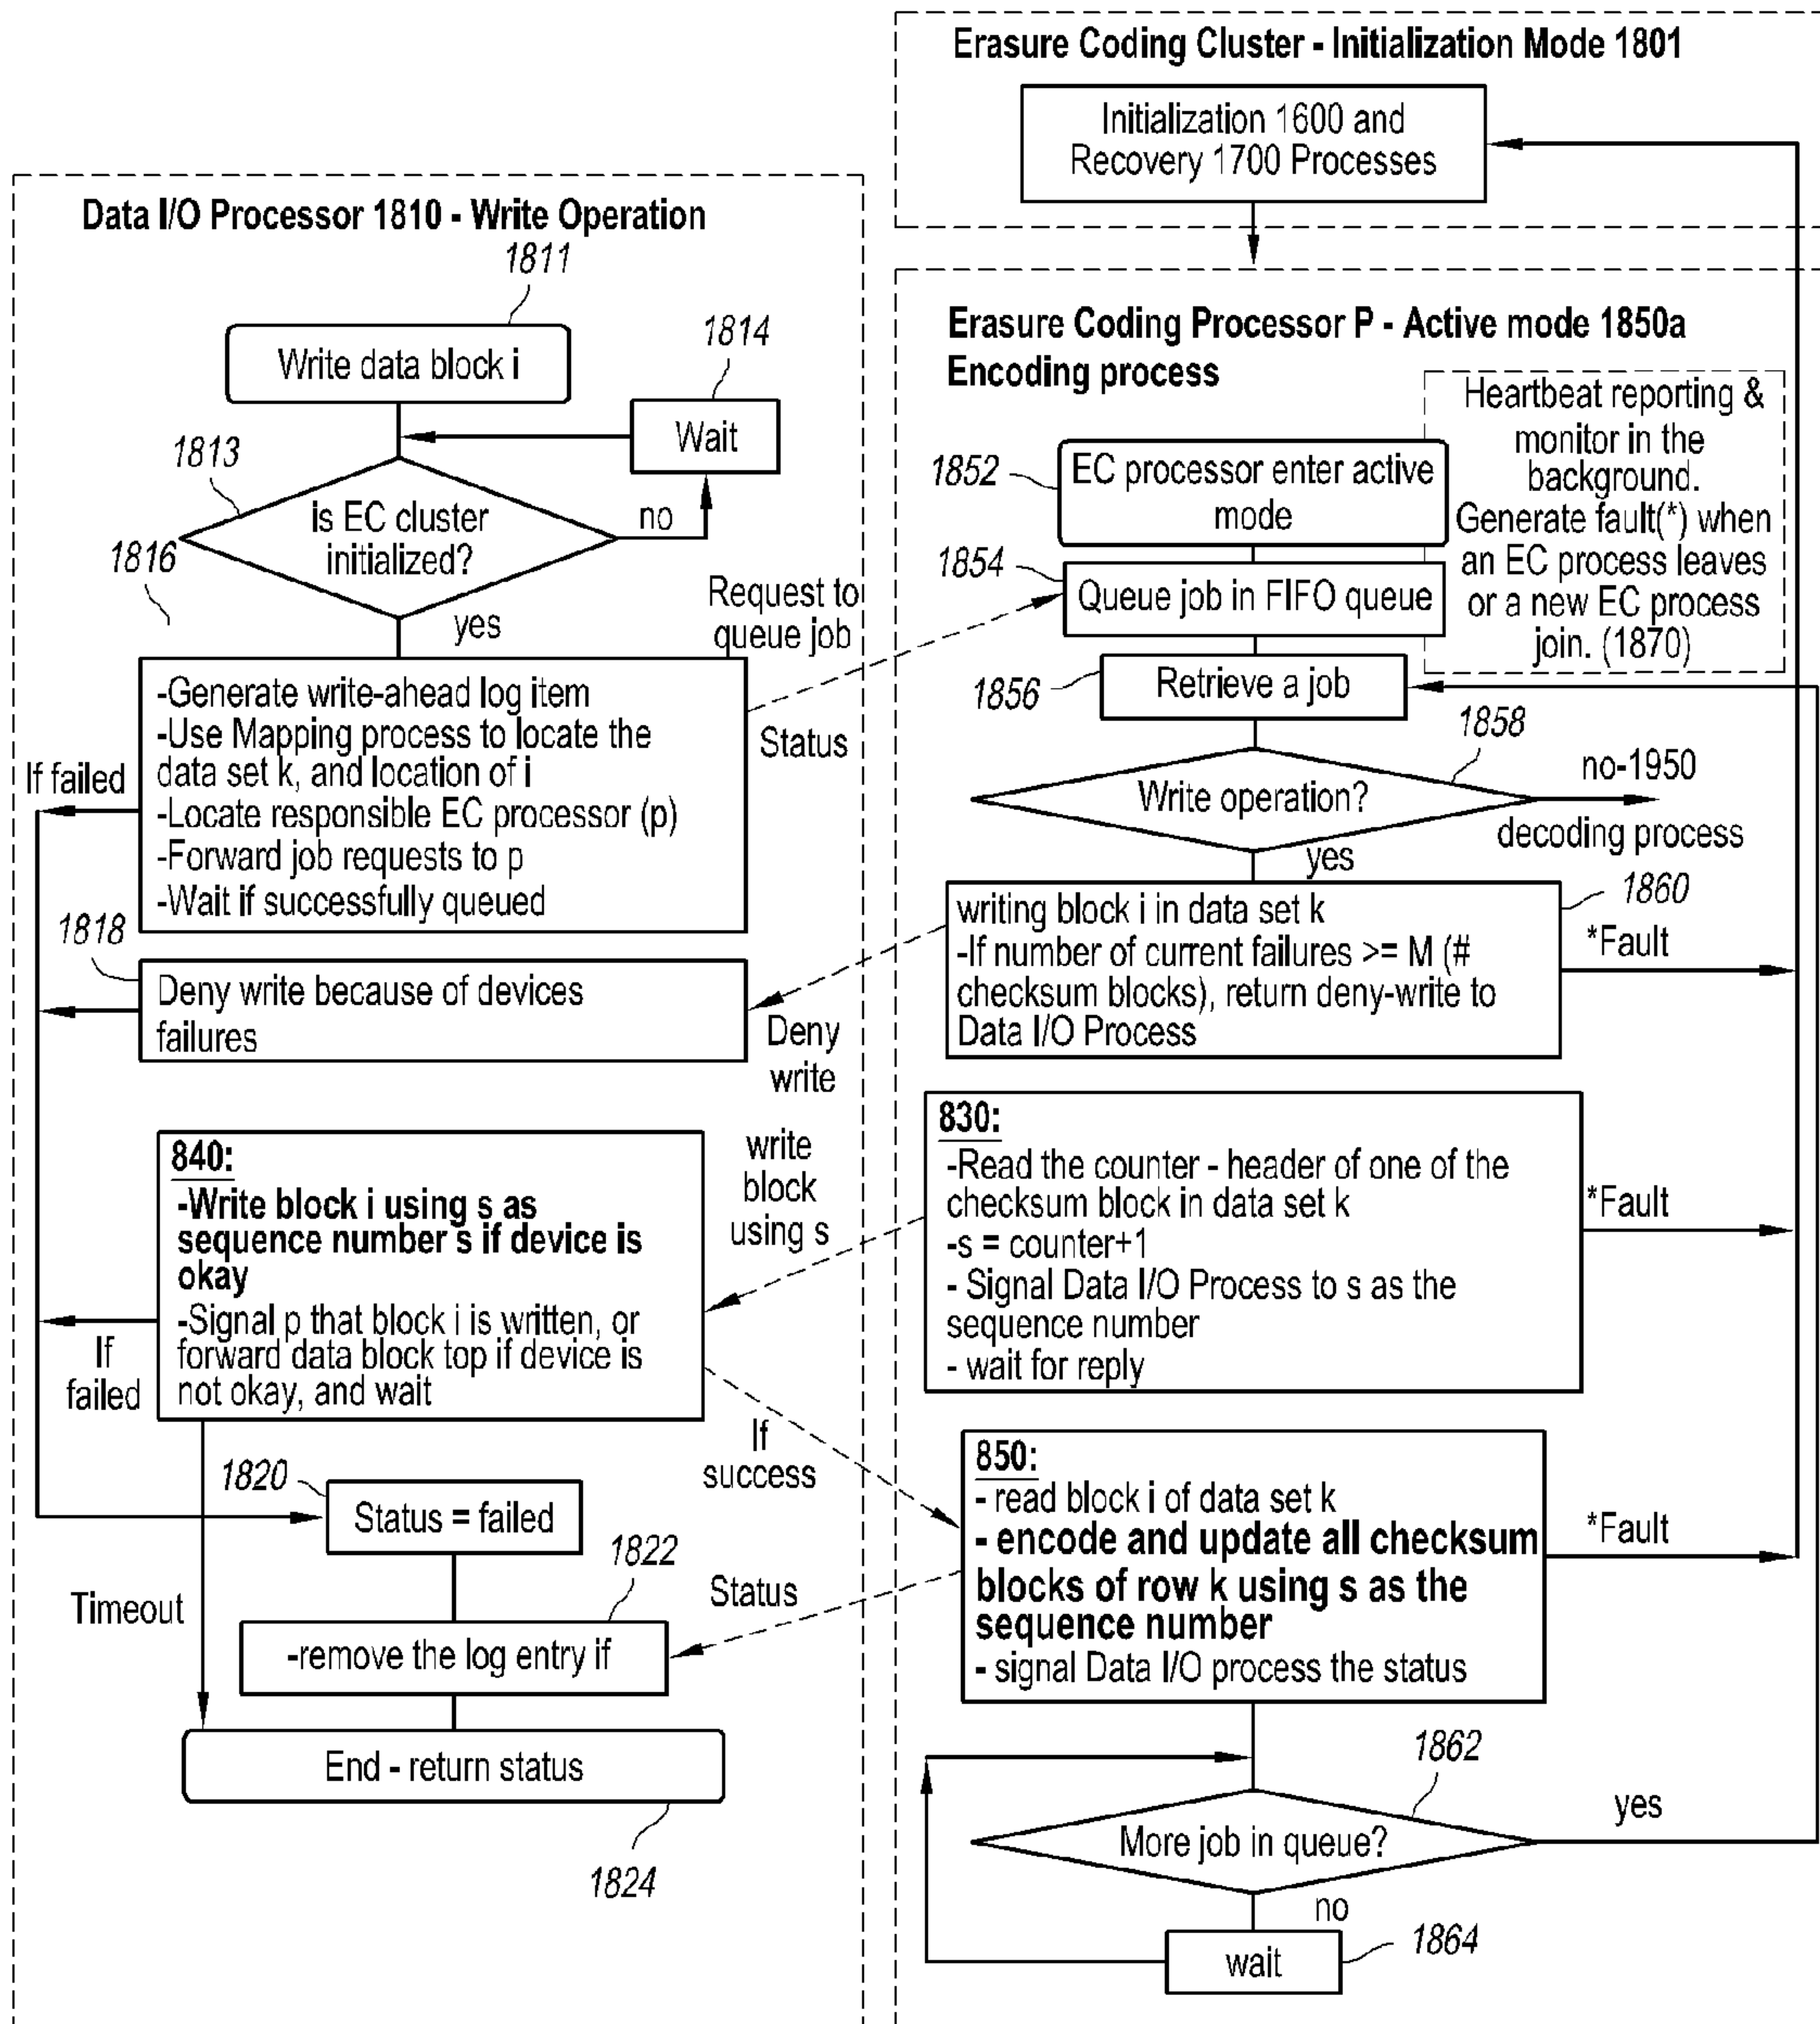 Erasure Coding Cluster - Initialization Mode 1801
Initialization 1600 and
Recovery 1700 Processes
Data I/O Processor 1810 - Write Operation
1811
Write data block i
1814
Wait
1813
is EC cluster
initialized?
no
1816
yes
Request to
queue job
-Generate write-ahead log item
-Use Mapping process to locate the
data set k, and location of i
-Locate responsible EC processor (p)
-Forward job requests to p
-Wait if successfully queued
Status
If failed
1818
Deny write because of devices
failures
Deny
write
840:
-Write block i using s as
sequence number s if device is
okay
-Signal p that block i is written, or
forward data block top if device is
not okay, and wait
write
block
using s
If
failed
If
success
1820
Status = failed
1822
Timeout
Status
-remove the log entry if
End - return status
1824
Erasure Coding Processor P - Active mode 1850a
Encoding process
Heartbeat reporting &
monitor in the
background.
Generate fault(*) when
an EC process leaves
or a new EC process
join. (1870)
1852
EC processor enter active
mode
1854
Queue job in FIFO queue
1856
Retrieve a job
1858
Write operation?
no-1950
decoding process
yes
1860
writing block i in data set k
-If number of current failures >= M (#
checksum blocks), return deny-write to
Data I/O Process
*Fault
830:
-Read the counter - header of one of the
checksum block in data set k
-s = counter+1
- Signal Data I/O Process to s as the
sequence number
- wait for reply
*Fault
850:
- read block i of data set k
- encode and update all checksum
blocks of row k using s as the
sequence number
- signal Data I/O process the status
*Fault
1862
More job in queue?
yes
no
wait
1864